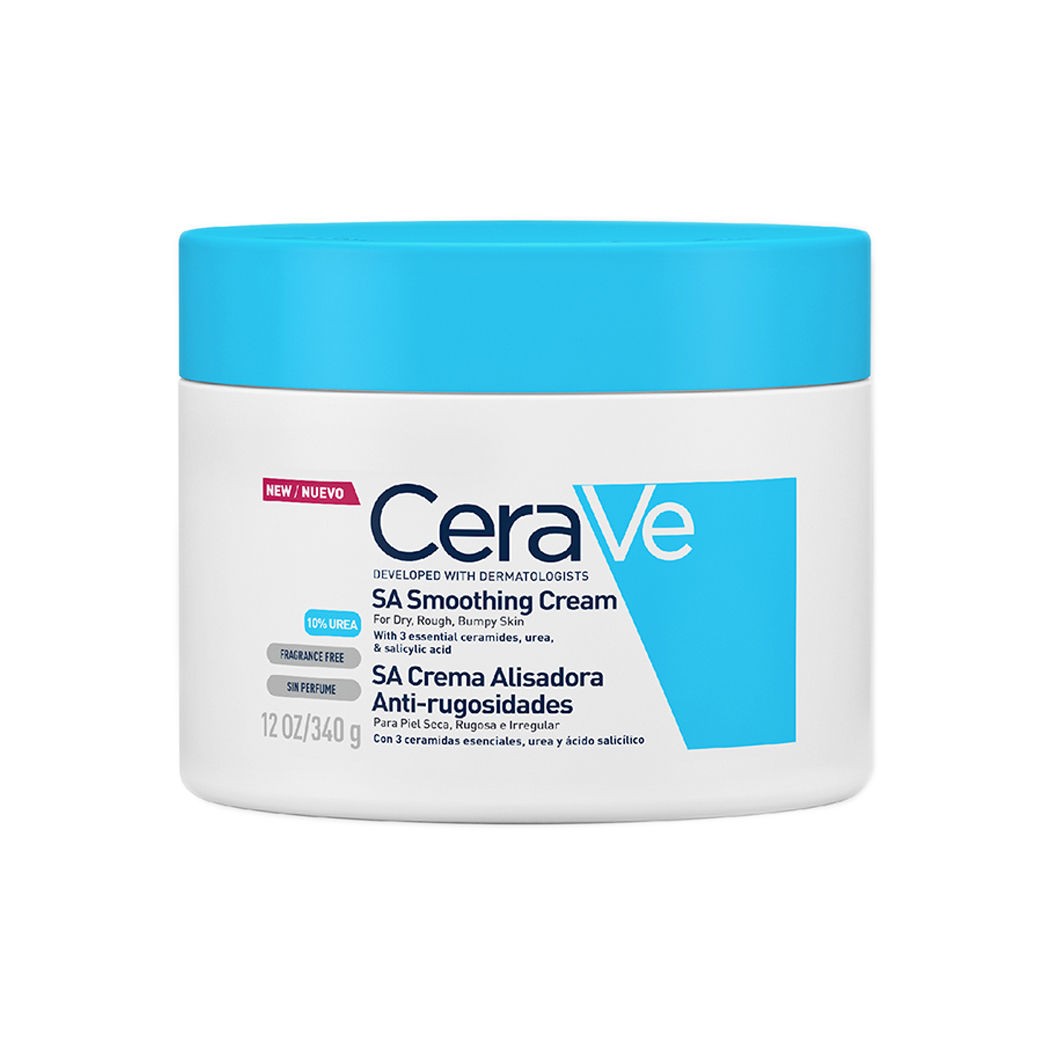 NEW / NUEVO
CeraVe
DEVELOPED WITH DERMATOLOGISTS
SA Smoothing Cream
For Dry, Rough, Bumpy Skin
With 3 essential ceramides, urea,
& salicylic acid
10% UREA
FRAGRANCE FREE
SIN PERFUME
12 OZ/340 g
SA Crema Alisadora
Anti-rugosidades
Para Piel Seca, Rugosa e Irregular
Con 3 ceramidas esenciales, urea y ácido salicílico